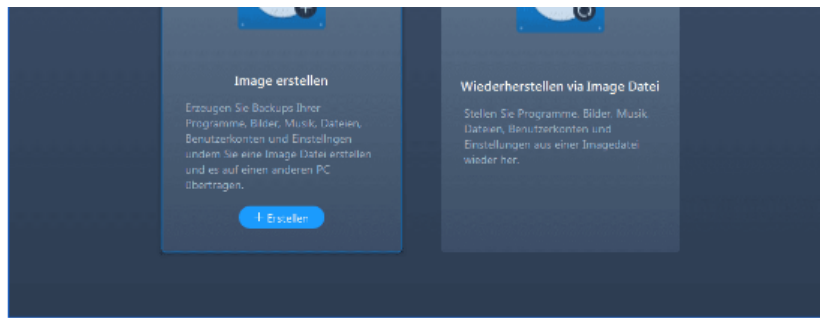 Image erstellen
Erzeugen Sie Backups Ihrer
Programme, Bilder, Musik, Dateien,
Benutzerkonten und Einstellngen
undem Sie eine Image Datei erstellen
und es auf einen anderen PC
übertragen.
+ Erstellen
Wiederherstellen via Image Datei
Stellen Sie Programme, Bilder, Musik,
Dateien, Benutzerkonten und
Einstellungen aus einer Imagedatei
wieder her.